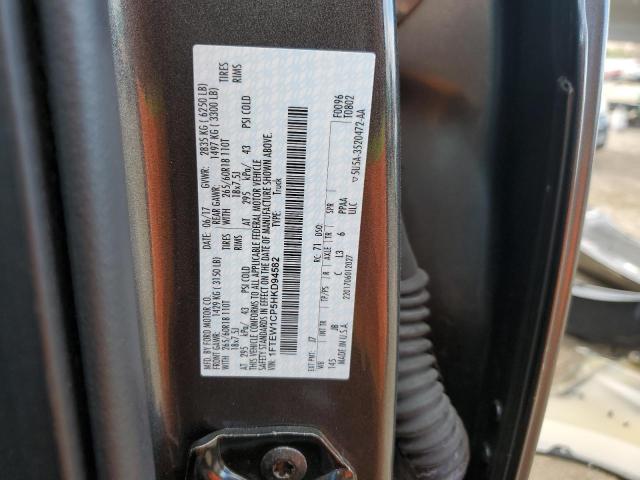 MFD. BY FORD MOTOR CO.
DATE: 06/17 GVWR: 2835 KG ( 6250 LB)
FRONT GAWR: 1429 KG ( 3150 LB) REAR GAWR: 1497 KG ( 3300 LB)
WITH 265/60R18 110T TIRES WITH 265/60R18 110T TIRES
18x7.5J RIMS 18x7.5J RIMS
AT 295 kPa/ 43 PSI COLD AT 295 kPa/ 43 PSI COLD
THIS VEHICLE CONFORMS TO ALL APPLICABLE FEDERAL MOTOR VEHICLE
SAFETY STANDARDS IN EFFECT ON THE DATE OF MANUFACTURE SHOWN ABOVE.
VIN: 1FTEW1CP5HKD94582 TYPE: Truck
F0096
T0802
EXT PNT: J7 RC: 71 DSO:
WB INT TR TP/PS R AXLE TR SPR
145 JB L3 6 PPAA
MADE IN U.S.A. ULC
2201706012027
▽5U5A-3520472-AA